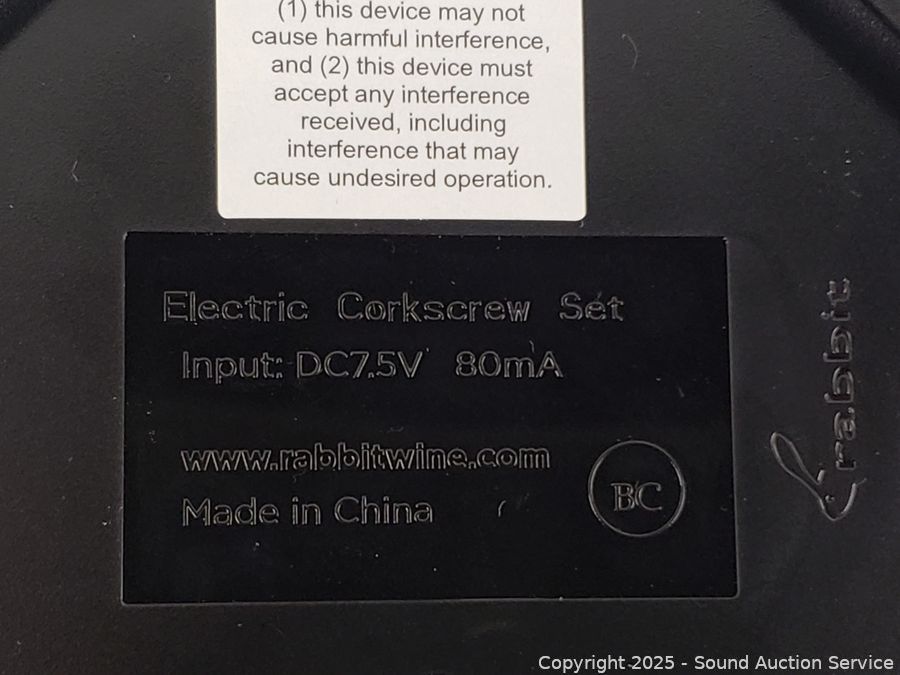 (1) this device may not
cause harmful interference,
and (2) this device must
accept any interference
received, including
interference that may
cause undesired operation.
Electric Corkscrew Set
Input: DC7.5V 80mA
www.rabbitwine.com
Made in China
BC
rabbit
Copyright 2025 - Sound Auction Service